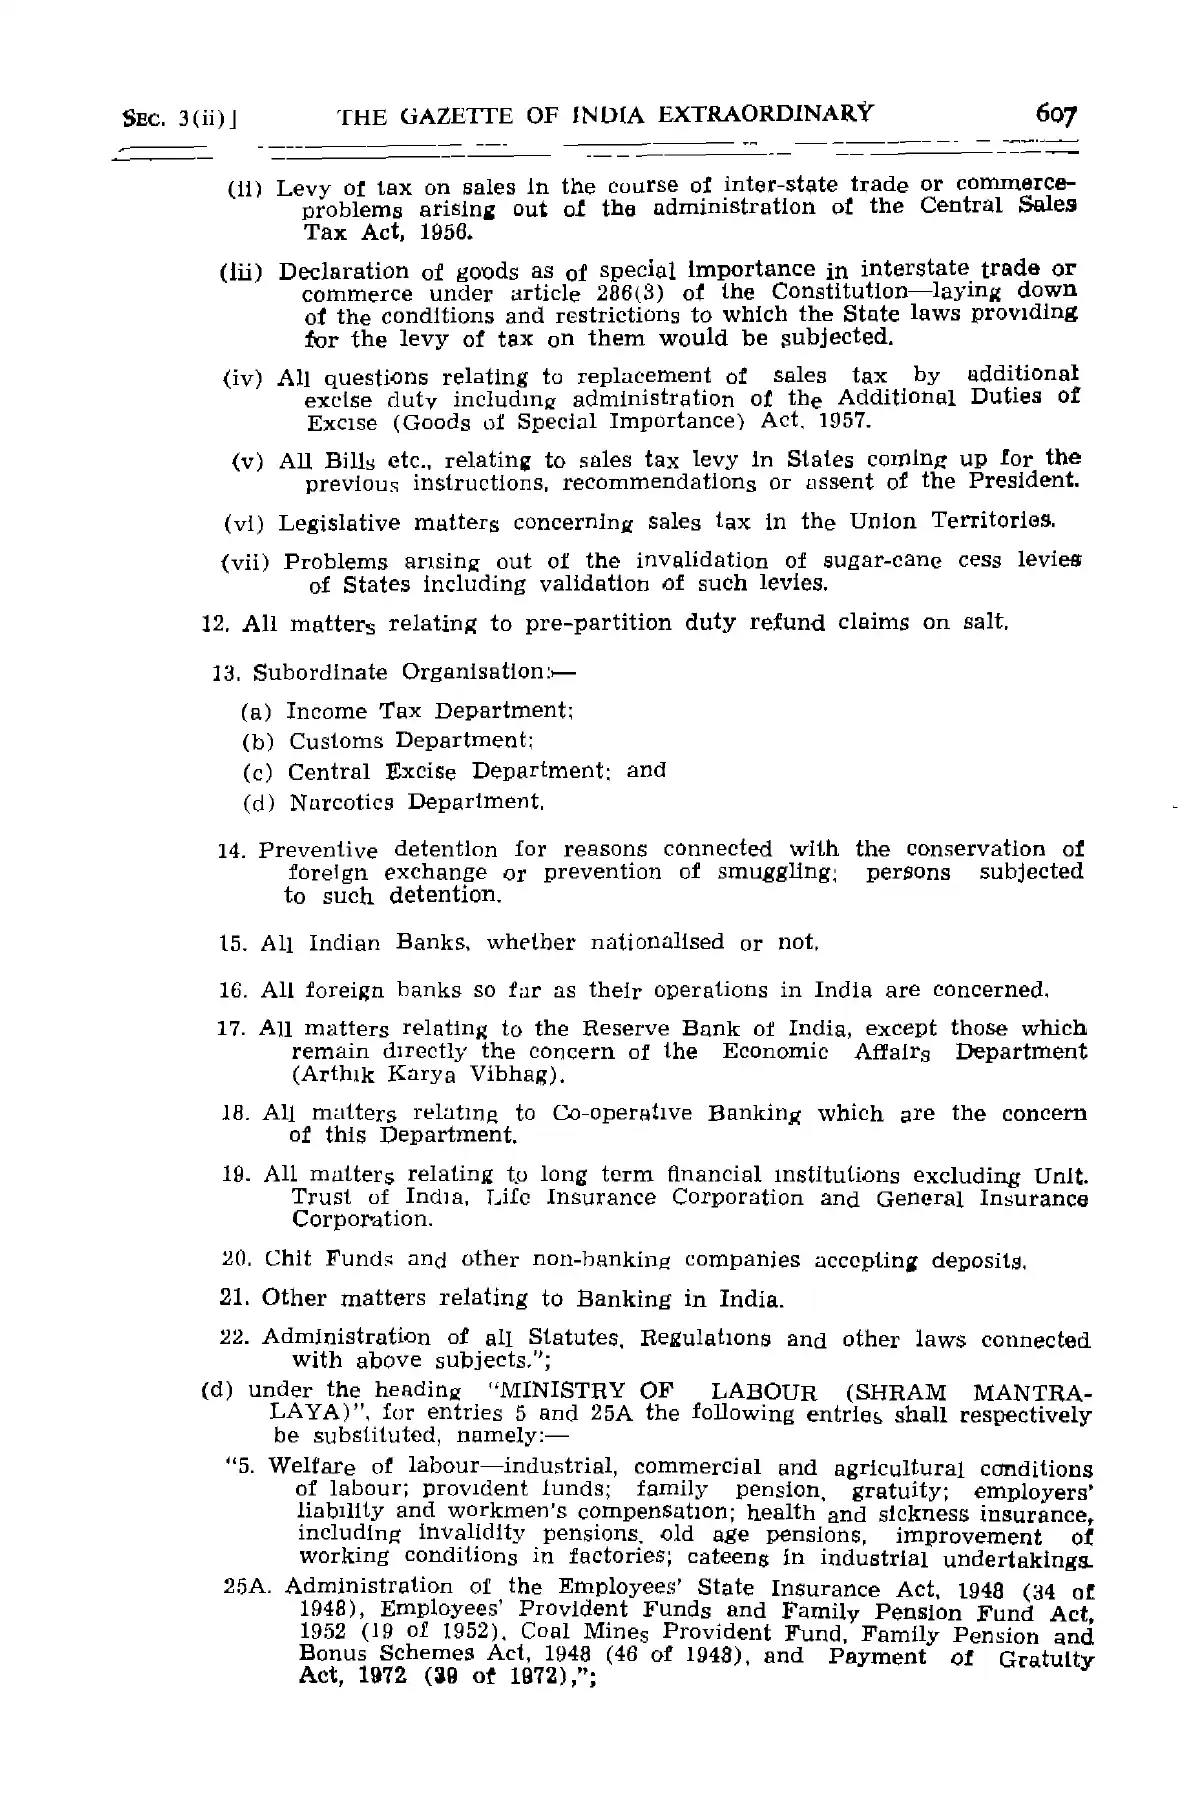 SEC. 3(ii)] THE GAZETTE OF INDIA EXTRAORDINARY 607
(ii) Levy of tax on sales in the course of inter-state trade or commerce-
problems arising out of the administration of the Central Sales
Tax Act, 1956.
(iii) Declaration of goods as of special importance in interstate trade or
commerce under article 286(3) of the Constitution—laying down
of the conditions and restrictions to which the State laws providing
for the levy of tax on them would be subjected.
(iv) All questions relating to replacement of sales tax by additional
excise duty including administration of the Additional Duties of
Excise (Goods of Special Importance) Act, 1957.
(v) All Bills etc., relating to sales tax levy in States coming up for the
previous instructions, recommendations or assent of the President.
(vi) Legislative matters concerning sales tax in the Union Territories.
(vii) Problems arising out of the invalidation of sugar-cane cess levies
of States including validation of such levies.
12. All matters relating to pre-partition duty refund claims on salt.
13. Subordinate Organisation:—
(a) Income Tax Department;
(b) Customs Department;
(c) Central Excise Department; and
(d) Narcotics Department.
14. Preventive detention for reasons connected with the conservation of
foreign exchange or prevention of smuggling; persons subjected
to such detention.
15. All Indian Banks, whether nationalised or not.
16. All foreign banks so far as their operations in India are concerned.
17. All matters relating to the Reserve Bank of India, except those which
remain directly the concern of the Economic Affairs Department
(Arthik Karya Vibhag).
18. All matters relating to Co-operative Banking which are the concern
of this Department.
19. All matters relating to long term financial institutions excluding Unit.
Trust of India, Life Insurance Corporation and General Insurance
Corporation.
20. Chit Funds and other non-banking companies accepting deposits.
21. Other matters relating to Banking in India.
22. Administration of all Statutes, Regulations and other laws connected
with above subjects.";
(d) under the heading "MINISTRY OF LABOUR (SHRAM MANTRA-
LAYA)", for entries 5 and 25A the following entries shall respectively
be substituted, namely:—
"5. Welfare of labour—industrial, commercial and agricultural conditions
of labour; provident funds; family pension, gratuity; employers'
liability and workmen's compensation; health and sickness insurance,
including invalidity pensions, old age pensions, improvement of
working conditions in factories; cateens in industrial undertakings.
25A. Administration of the Employees' State Insurance Act, 1948 (34 of
1948), Employees' Provident Funds and Family Pension Fund Act,
1952 (19 of 1952), Coal Mines Provident Fund, Family Pension and
Bonus Schemes Act, 1948 (46 of 1948), and Payment of Gratuity
Act, 1972 (39 of 1972),";